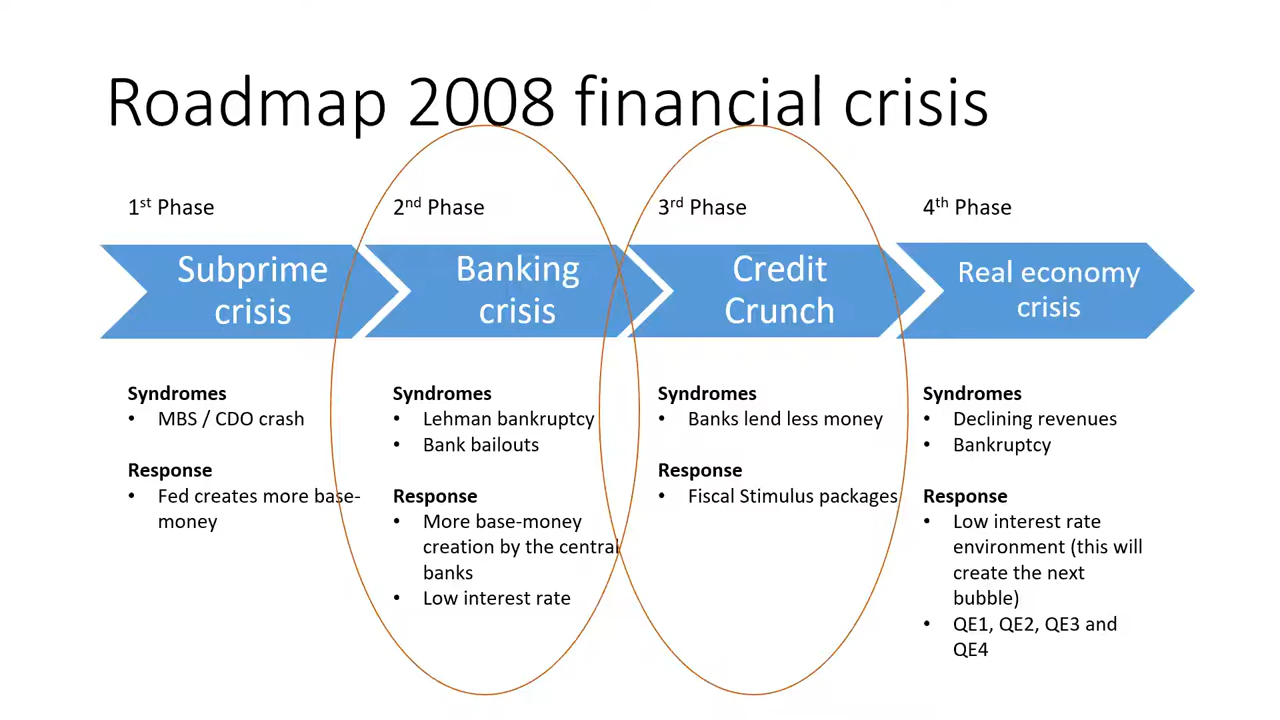 Roadmap 2008 financial crisis
1st Phase
Subprime
crisis
Syndromes
• MBS / CDO crash
Response
• Fed creates more base-
money
2nd Phase
Banking
crisis
Syndromes
• Lehman bankruptcy
• Bank bailouts
Response
• More base-money
creation by the central
banks
• Low interest rate
3rd Phase
Credit
Crunch
Syndromes
• Banks lend less money
Response
• Fiscal Stimulus packages
4th Phase
Real economy
crisis
Syndromes
• Declining revenues
• Bankruptcy
Response
• Low interest rate
environment (this will
create the next
bubble)
• QE1, QE2, QE3 and
QE4